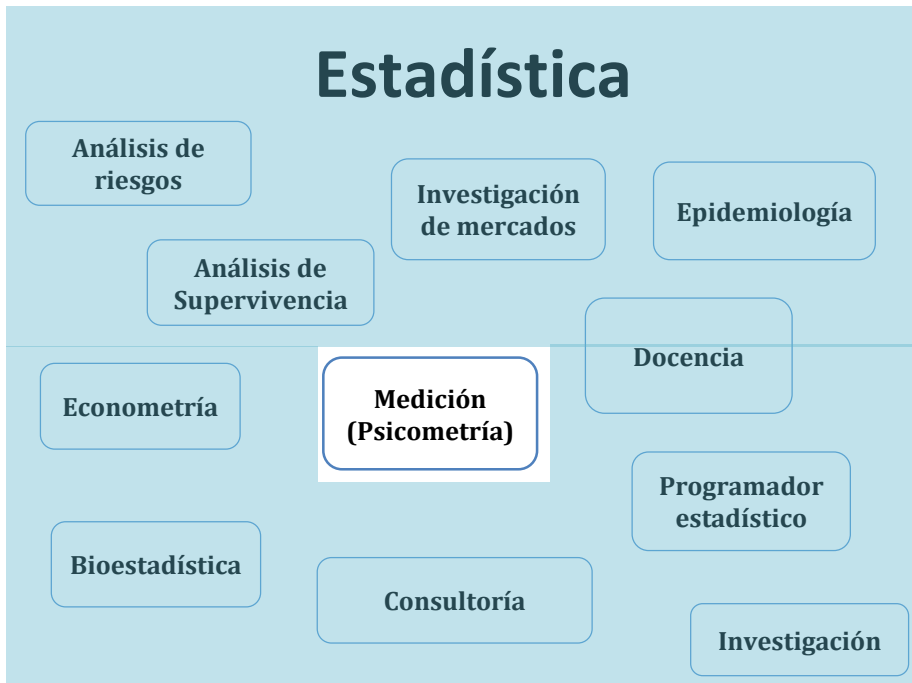 Estadística
Análisis de
riesgos
Investigación
de mercados
Epidemiología
Análisis de
Supervivencia
Docencia
Econometría
Medición
(Psicometría)
Programador
estadístico
Bioestadística
Consultoría
Investigación